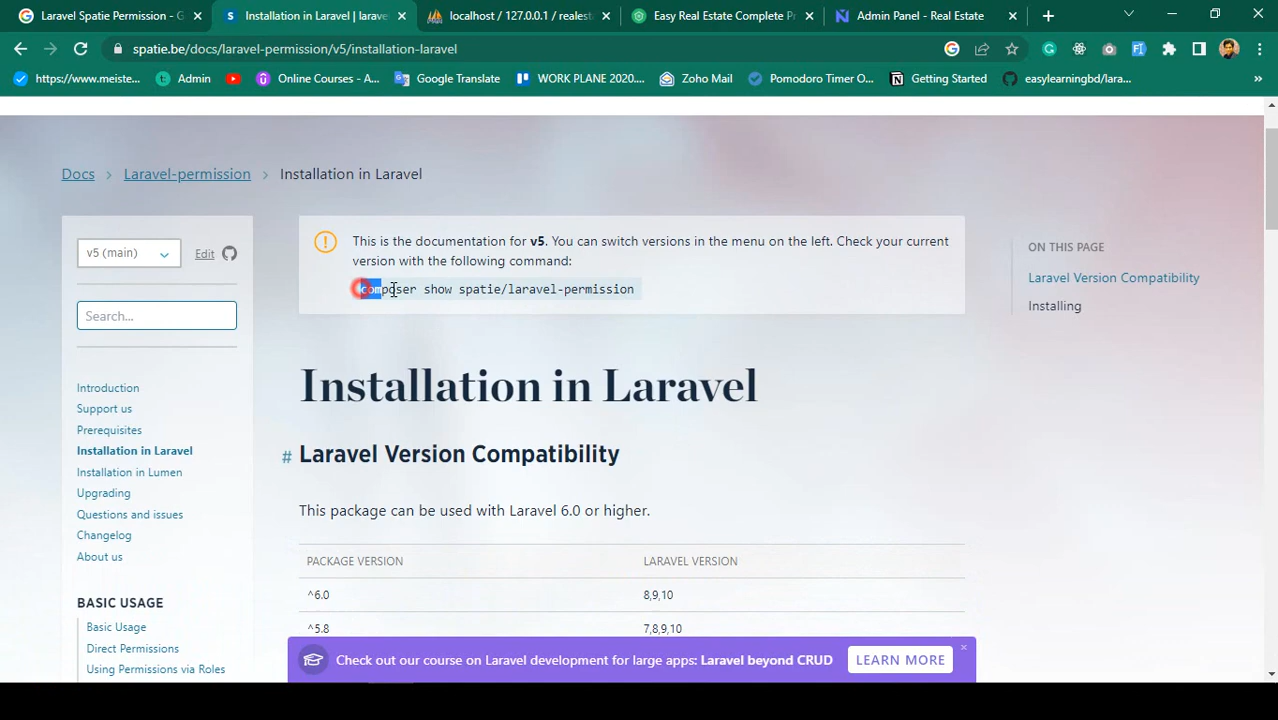 Laravel Spatie Permission - G
Installation in Laravel | larave
localhost / 127.0.0.1 / realest
Easy Real Estate Complete Pr
Admin Panel - Real Estate
spatie.be/docs/laravel-permission/v5/installation-laravel
https://www.meiste...
Admin
Online Courses - A...
Google Translate
WORK PLANE 2020....
Zoho Mail
Pomodoro Timer O...
Getting Started
easylearningbd/lara...
Docs > Laravel-permission > Installation in Laravel
v5 (main)
Edit
Search...
Introduction
Support us
Prerequisites
Installation in Laravel
Installation in Lumen
Upgrading
Questions and issues
Changelog
About us
BASIC USAGE
Basic Usage
Direct Permissions
Using Permissions via Roles
This is the documentation for v5. You can switch versions in the menu on the left. Check your current
version with the following command:
composer show spatie/laravel-permission
Installation in Laravel
# Laravel Version Compatibility
This package can be used with Laravel 6.0 or higher.
PACKAGE VERSION LARAVEL VERSION
^6.0 8,9,10
^5.8 7,8,9,10
Check out our course on Laravel development for large apps: Laravel beyond CRUD LEARN MORE
ON THIS PAGE
Laravel Version Compatibility
Installing